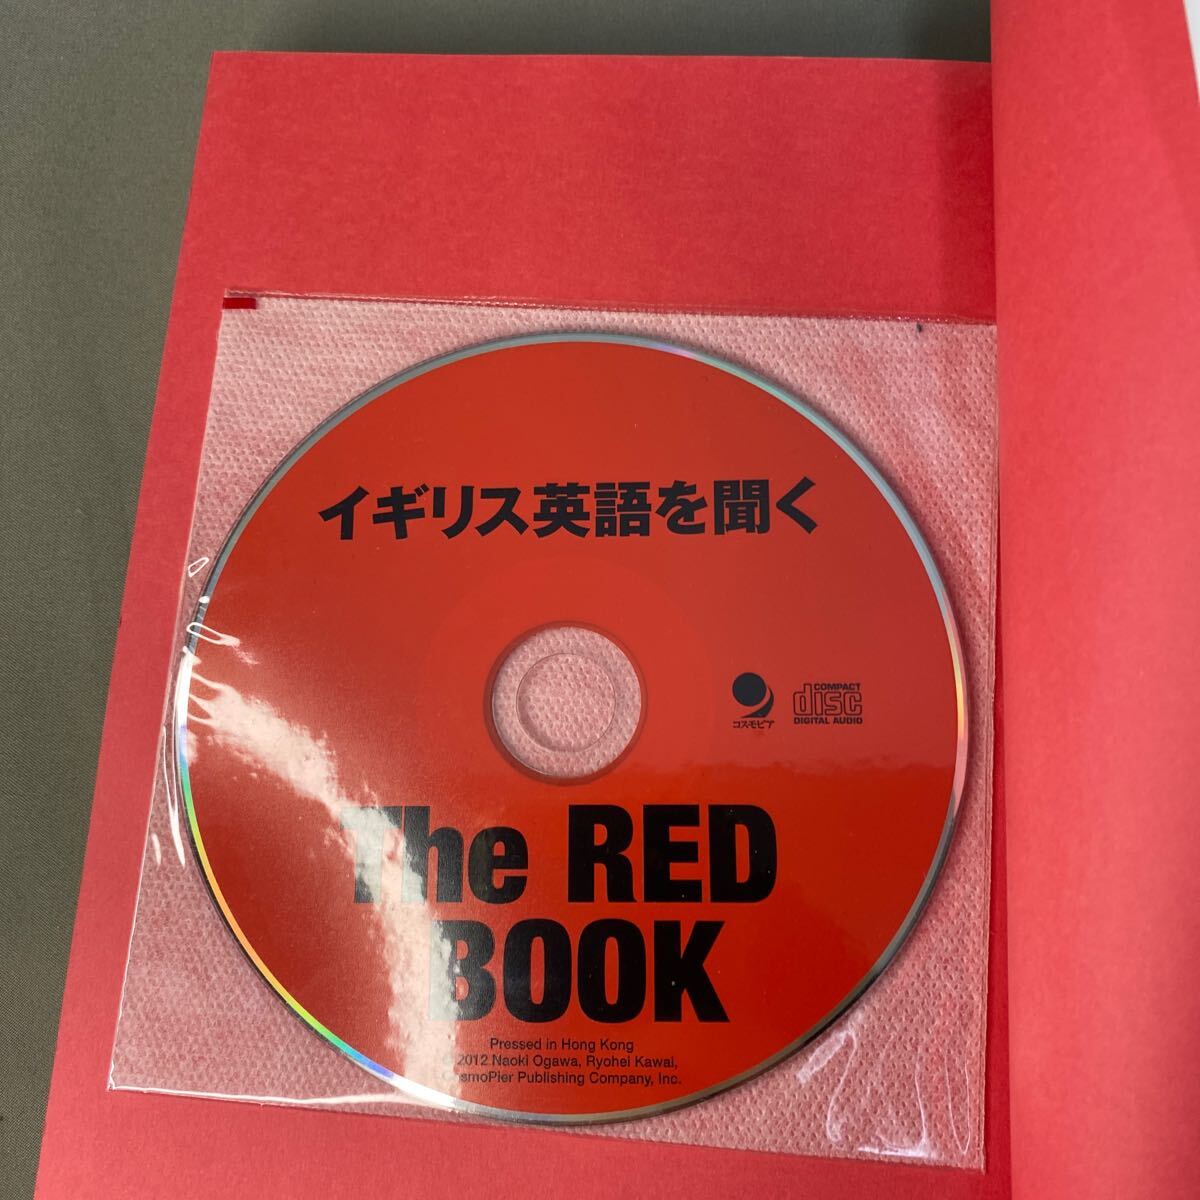 イギリス英語を聞く
コスモピア
COMPACT
disc
DIGITAL AUDIO
The RED
BOOK
Pressed in Hong Kong
© 2012 Naoki Ogawa, Ryohei Kawai,
CosmoPier Publishing Company, Inc.